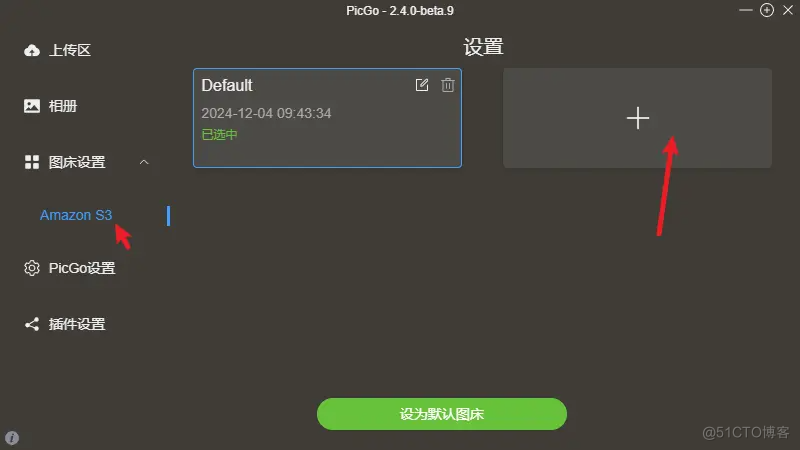 PicGo - 2.4.0-beta.9
上传区
相册
图床设置
Amazon S3
PicGo设置
插件设置
设置
Default
2024-12-04 09:43:34
已选中
设为默认图床
@51CTO博客